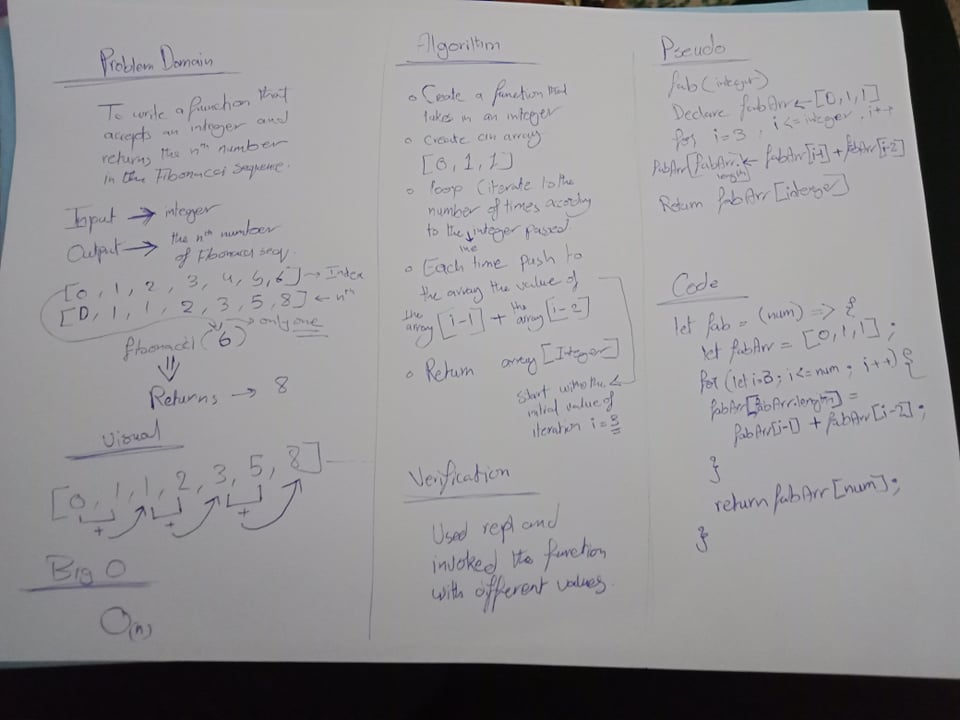 Problem Domain
To write a function that
accepts an integer and
returns the nth number
in the Fibonacci sequence.
Input → integer
Output → the nth number
of Fibonacci seq.
[0, 1, 2, 3, 4, 5, 6] → Index
[0, 1, 1, 2, 3, 5, 8] ← nth
→ only one
fibonacci (6)
⇓
Returns → 8
Visual
[0, 1, 1, 2, 3, 5, 8]
+ + +
Big O
O(n)
Algorithm
○ Create a function that
takes in an integer
○ create an array
[0, 1, 1]
○ loop (iterate to the
number of times acordng
to the integer passed
↓
ine
○ Each time push to
the array the value of
the array [i-1] + the array [i-2]
○ Return array [Integer]
Start with the
initial value of
iteration i = 3
Verification
Used repl and
invoked the function
with different values.
Pseudo
fab (integer)
Declare fabArr ← [0, 1, 1]
for i=3, i <= integer, i++
fabArr[fabArr.length] ← fabArr[i-1] + fabArr[i-2]
Return fabArr [interger]
Code
let fab = (num) => {
let fabArr = [0, 1, 1];
for (let i=3; i<=num; i++) {
fabArr[fabArr.length] =
fabArr[i-1] + fabArr[i-2];
}
return fabArr [num];
}